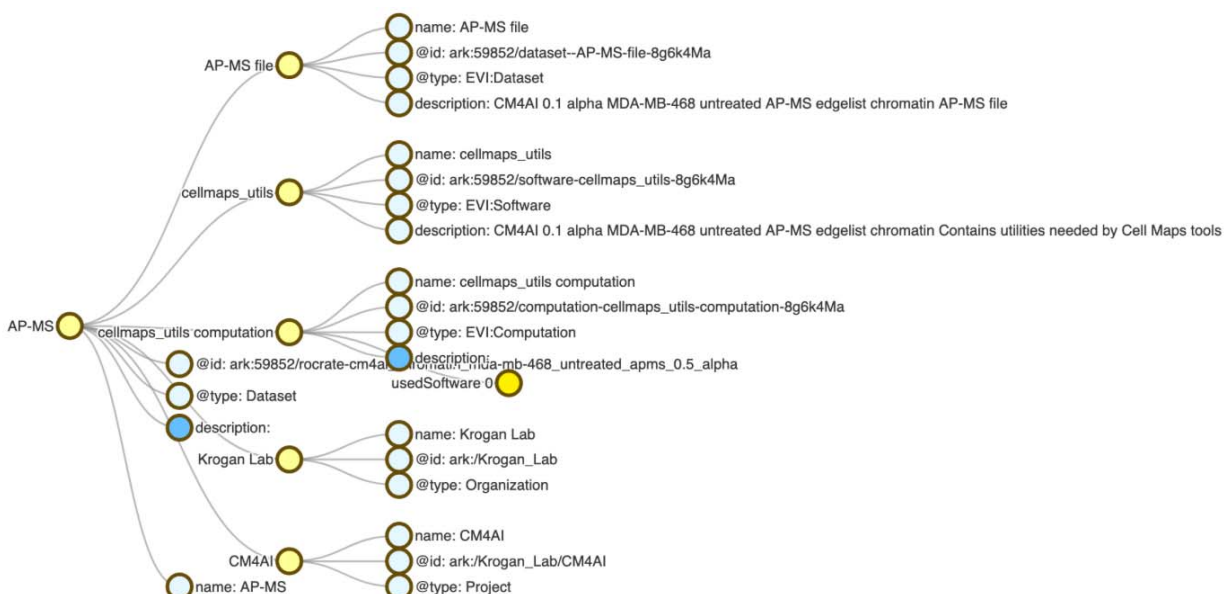 name: AP-MS file
@id: ark:59852/dataset--AP-MS-file-8g6k4Ma
AP-MS file
@type: EVI:Dataset
description: CM4AI 0.1 alpha MDA-MB-468 untreated AP-MS edgelist chromatin AP-MS file
name: cellmaps_utils
@id: ark:59852/software-cellmaps_utils-8g6k4Ma
cellmaps_utils
@type: EVI:Software
description: CM4AI 0.1 alpha MDA-MB-468 untreated AP-MS edgelist chromatin Contains utilities needed by Cell Maps tools
name: cellmaps_utils computation
@id: ark:59852/computation-cellmaps_utils-computation-8g6k4Ma
AP-MS
cellmaps_utils computation
@type: EVI:Computation
description:
@id: ark:59852/rocrate-cm4ai_chromatin_mda-mb-468_untreated_apms_0.5_alpha
usedSoftware 0
@type: Dataset
description:
name: Krogan Lab
Krogan Lab
@id: ark:/Krogan_Lab
@type: Organization
name: CM4AI
CM4AI
@id: ark:/Krogan_Lab/CM4AI
name: AP-MS
@type: Project